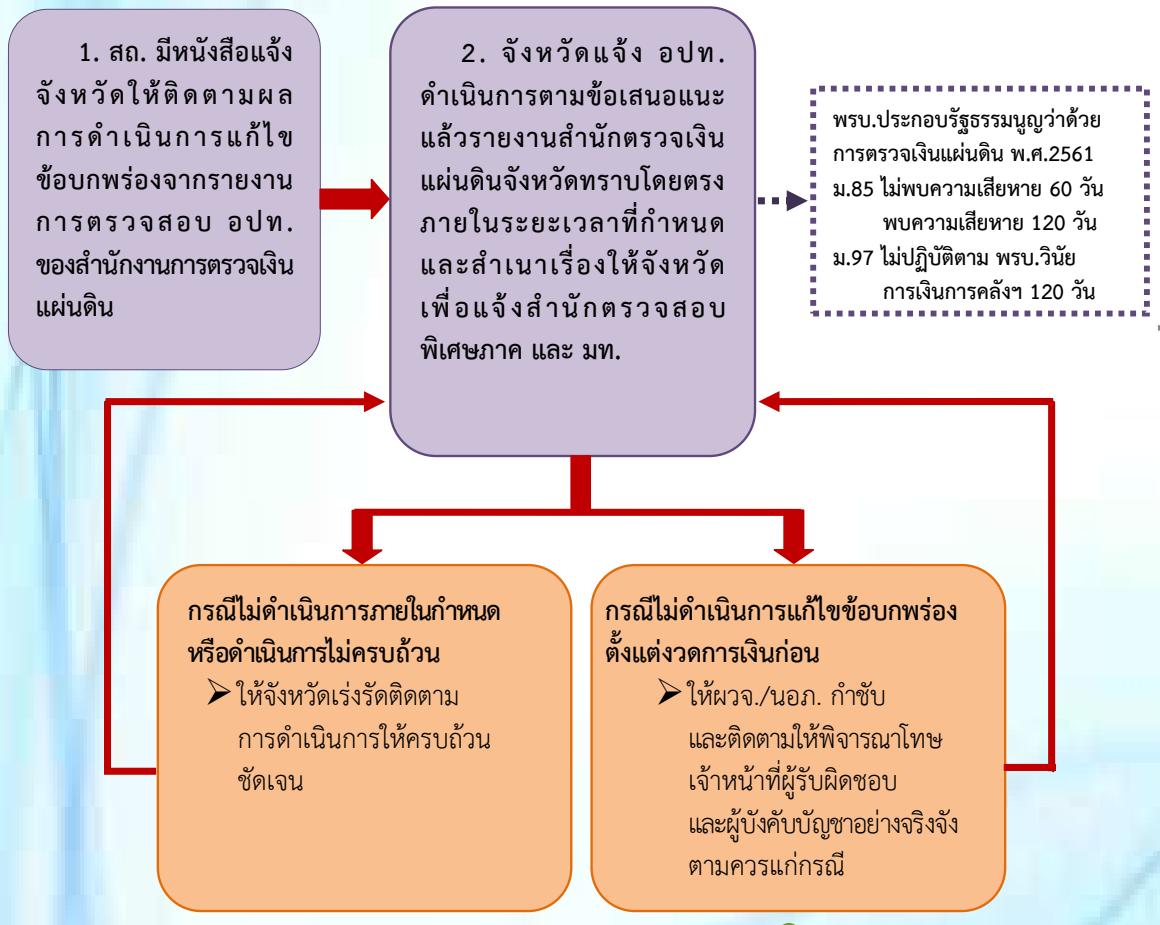 1. สถ. มีหนังสือแจ้ง
จังหวัดให้ติดตามผล
การดำเนินการแก้ไข
ข้อบกพร่องจากรายงาน
การตรวจสอบ อปท.
ของสำนักงานการตรวจเงิน
แผ่นดิน
2. จังหวัดแจ้ง อปท.
ดำเนินการตามข้อเสนอแนะ
แล้วรายงานสำนักตรวจเงิน
แผ่นดินจังหวัดทราบโดยตรง
ภายในระยะเวลาที่กำหนด
และสำเนาเรื่องให้จังหวัด
เพื่อแจ้งสำนักตรวจสอบ
พิเศษภาค และ มท.
พรบ.ประกอบรัฐธรรมนูญว่าด้วย
การตรวจเงินแผ่นดิน พ.ศ.2561
ม.85 ไม่พบความเสียหาย 60 วัน
พบความเสียหาย 120 วัน
ม.97 ไม่ปฏิบัติตาม พรบ.วินัย
การเงินการคลังฯ 120 วัน
กรณีไม่ดำเนินการภายในกำหนด
หรือดำเนินการไม่ครบถ้วน
➢ ให้จังหวัดเร่งรัดติดตาม
การดำเนินการให้ครบถ้วน
ชัดเจน
กรณีไม่ดำเนินการแก้ไขข้อบกพร่อง
ตั้งแต่งวดการเงินก่อน
➢ ให้ผวจ./นอภ. กำชับ
และติดตามให้พิจารณาโทษ
เจ้าหน้าที่ผู้รับผิดชอบ
และผู้บังคับบัญชาอย่างจริงจัง
ตามควรแก่กรณี